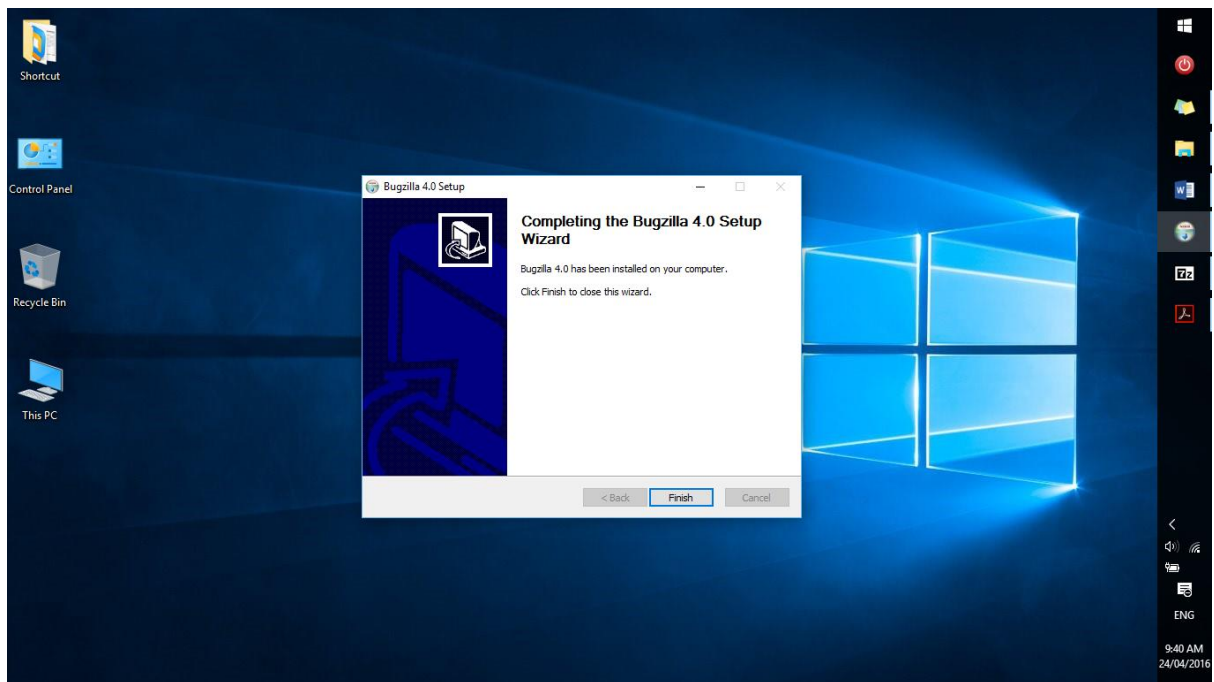 Shortcut
Control Panel
Recycle Bin
This PC
Bugzilla 4.0 Setup
Completing the Bugzilla 4.0 Setup
Wizard
Bugzilla 4.0 has been installed on your computer.
Click Finish to close this wizard.
< Back Finish Cancel
W
7z
ENG
9:40 AM
24/04/2016